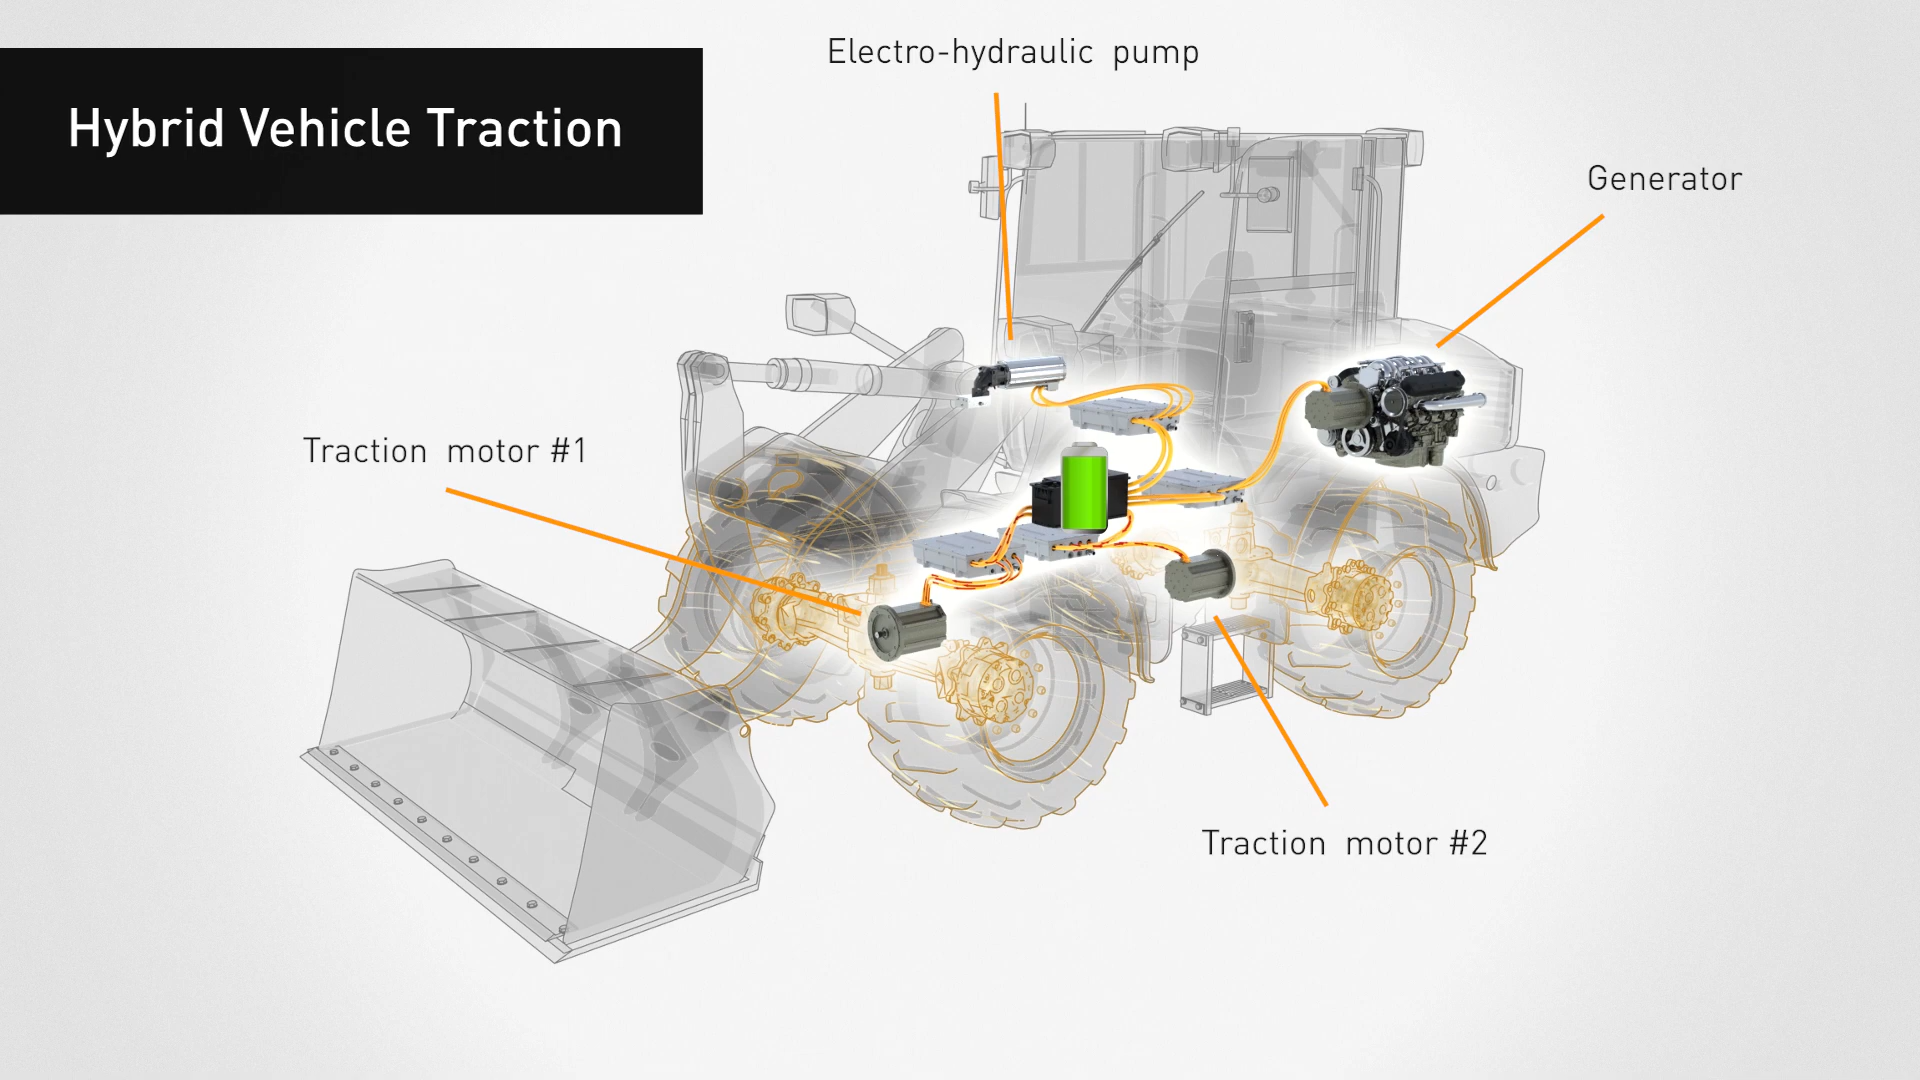 Hybrid Vehicle Traction
Electro-hydraulic pump
Generator
Traction motor #1
Traction motor #2